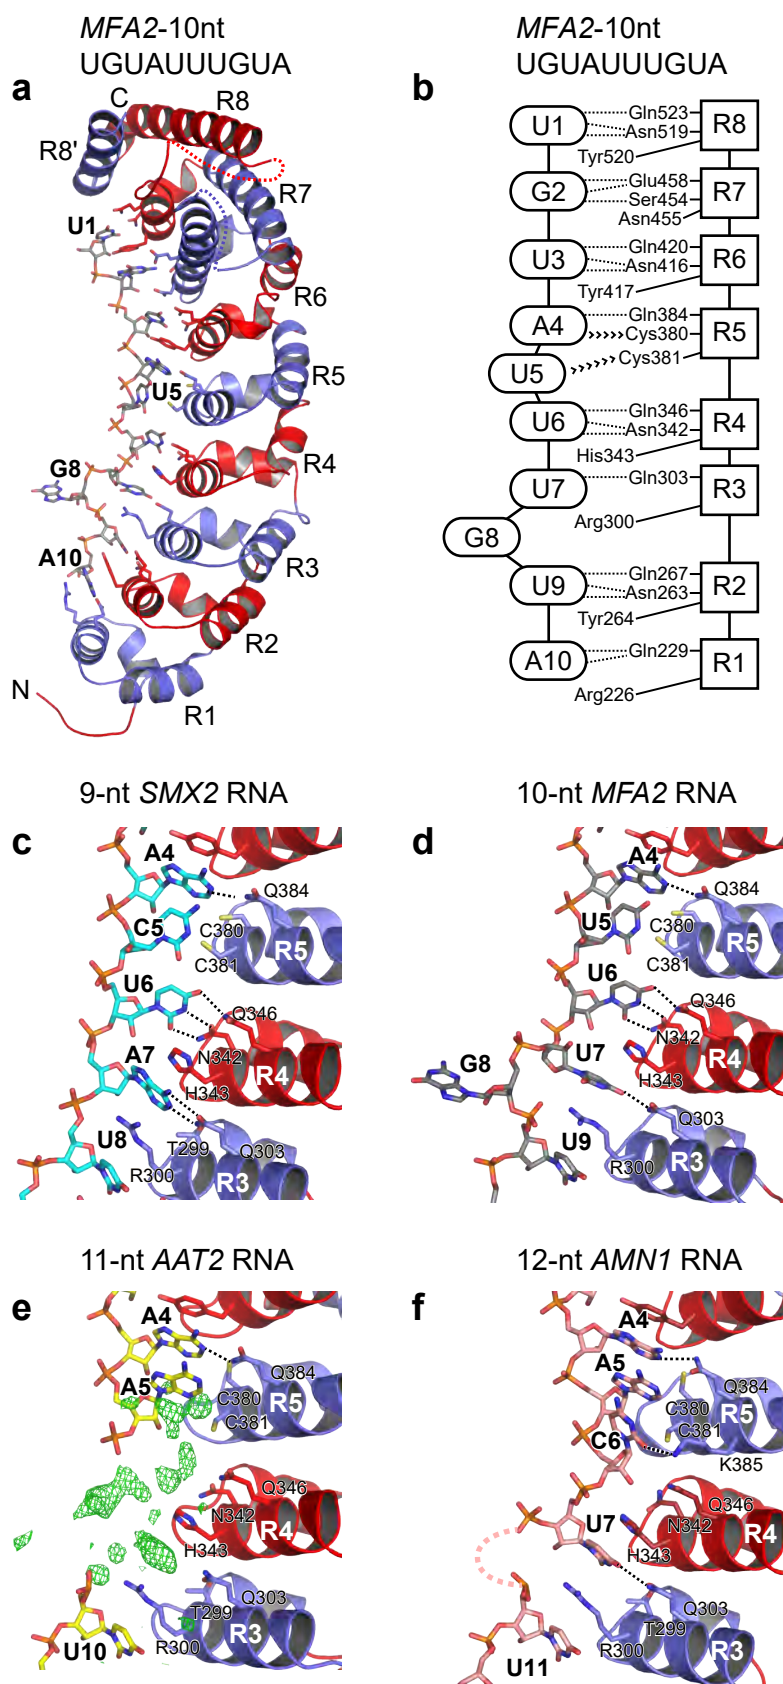 MFA2-10nt
UGUAUUUGUA
a
C
R8
R8'
R7
U1
R6
U5
R5
G8
R4
A10
R3
R2
N
R1
MFA2-10nt
UGUAUUUGUA
b
U1
Gln523
Asn519
R8
Tyr520
G2
Glu458
Ser454
R7
Asn455
U3
Gln420
Asn416
R6
Tyr417
A4
Gln384
Cys380
R5
U5
Cys381
U6
Gln346
Asn342
R4
His343
U7
Gln303
R3
Arg300
G8
U9
Gln267
Asn263
R2
Tyr264
A10
Gln229
R1
Arg226
9-nt SMX2 RNA
c
A4
Q384
C5
C380
R5
C381
U6
Q346
N342
R4
A7
H343
U8
T299
Q303
R300
R3
10-nt MFA2 RNA
d
A4
Q384
U5
C380
R5
C381
U6
Q346
N342
U7
R4
G8
H343
Q303
U9
R300
R3
11-nt AAT2 RNA
e
A4
Q384
A5
C380
R5
C381
Q346
N342
R4
H343
Q303
T299
R3
R300
U10
12-nt AMN1 RNA
f
A4
A5
Q384
C380
R5
C381
C6
K385
Q346
U7
N342
R4
H343
Q303
T299
R300
R3
U11